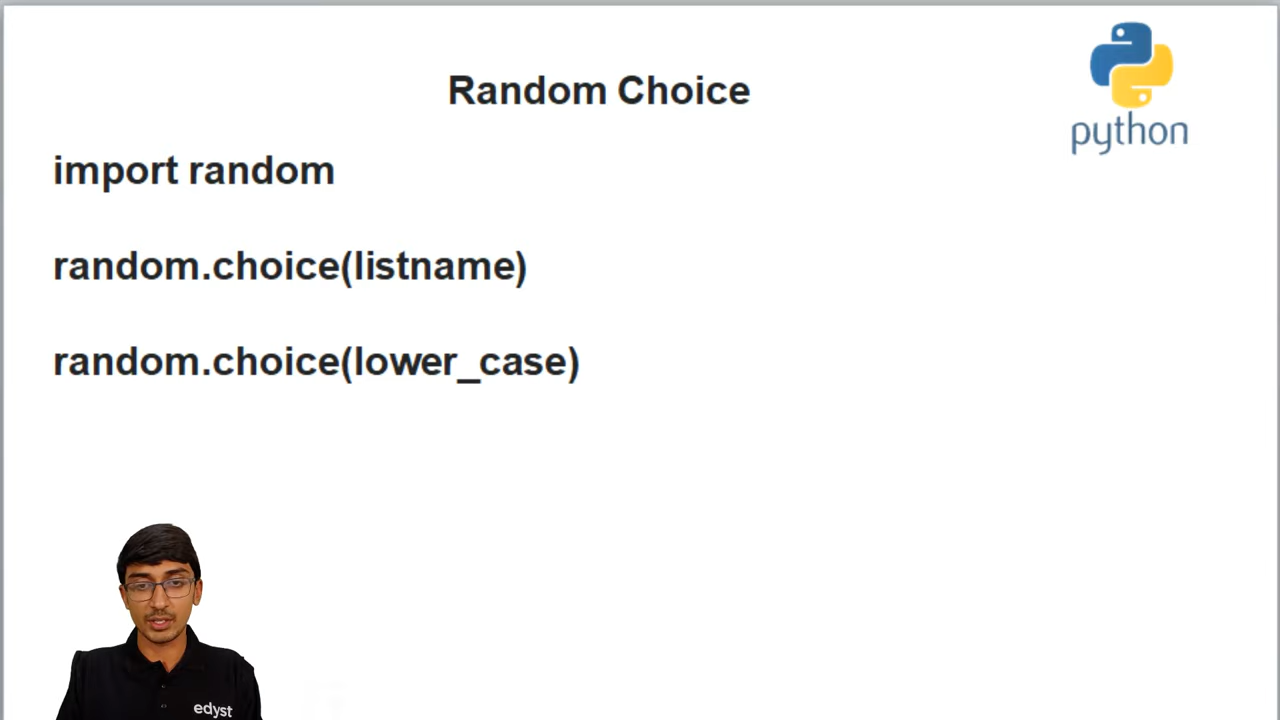 Random Choice
python
import random
random.choice(listname)
random.choice(lower_case)
edyst